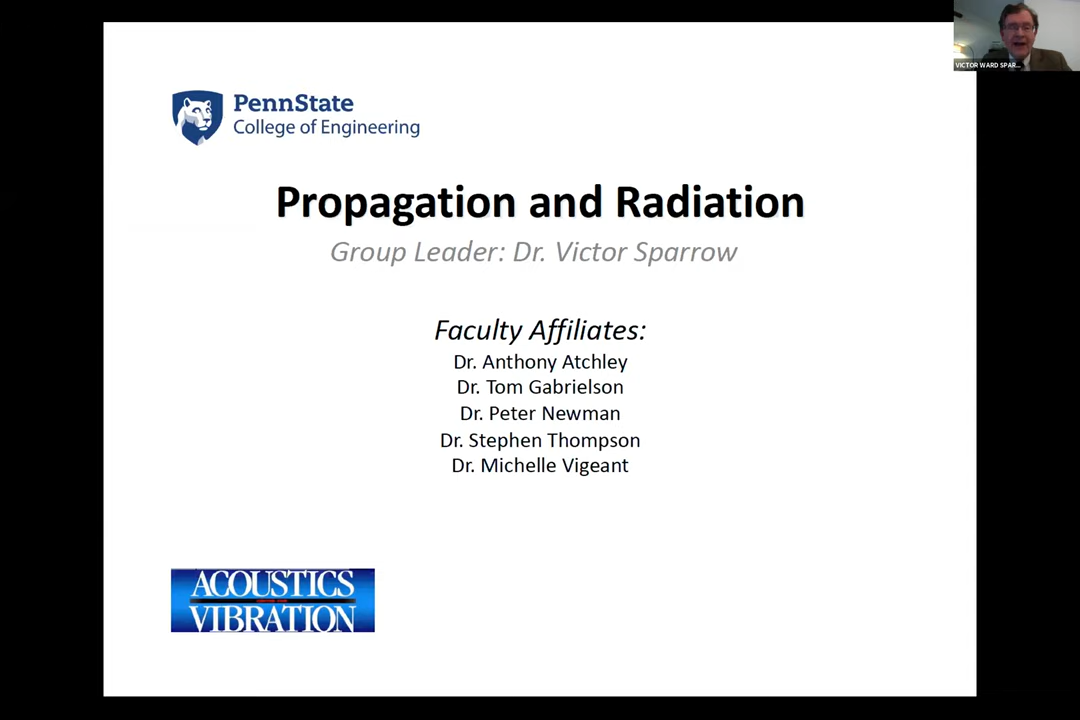 VICTOR WARD SPAR...
PennState
College of Engineering
Propagation and Radiation
Group Leader: Dr. Victor Sparrow
Faculty Affiliates:
Dr. Anthony Atchley
Dr. Tom Gabrielson
Dr. Peter Newman
Dr. Stephen Thompson
Dr. Michelle Vigeant
ACOUSTICS
VIBRATION